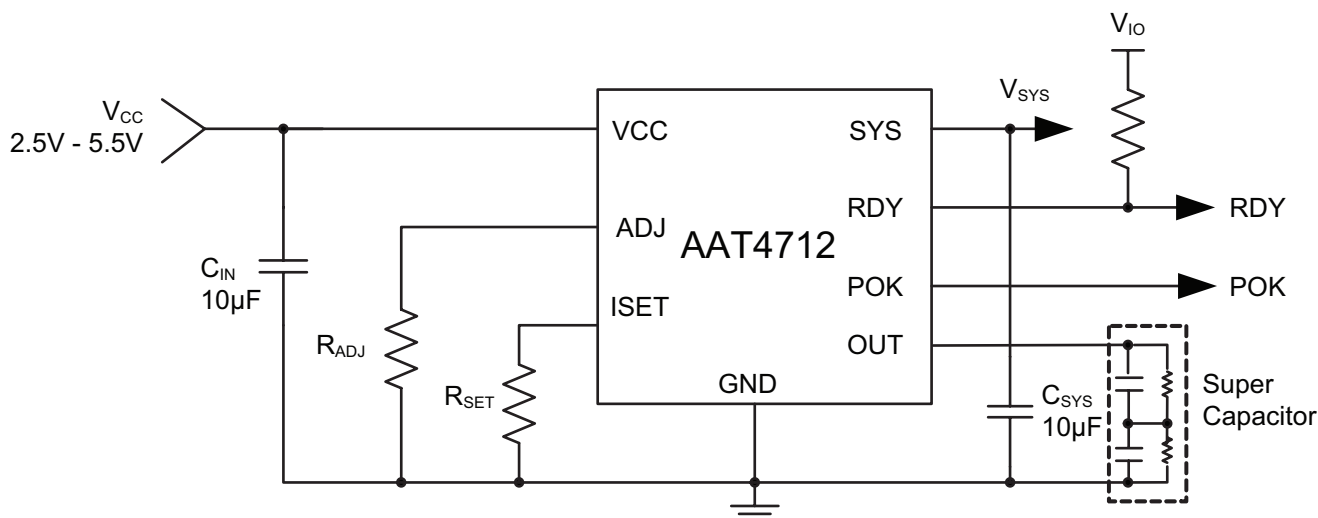 V_IO
V_CC
2.5V - 5.5V
V_SYS
VCC
SYS
RDY
RDY
ADJ
AAT4712
POK
POK
C_IN
10µF
ISET
R_ADJ
OUT
R_SET
GND
C_SYS
10µF
Super
Capacitor